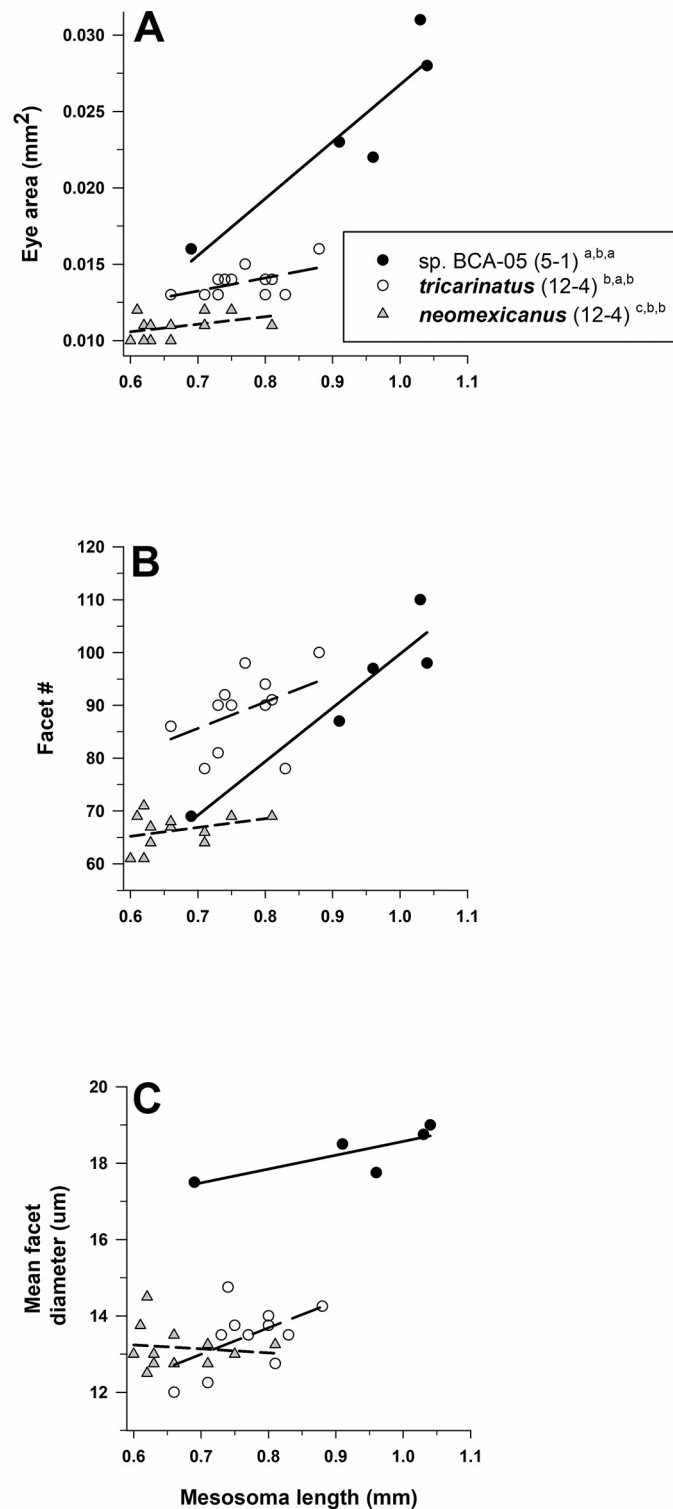 A
0.030
0.025
0.020
0.015
0.010
Eye area (mm2)
sp. BCA-05 (5-1) a,b,a
tricarinatus (12-4) b,a,b
neomexicanus (12-4) c,b,b
0.6 0.7 0.8 0.9 1.0 1.1
B
120
110
100
90
80
70
60
Facet #
0.6 0.7 0.8 0.9 1.0 1.1
C
20
18
16
14
12
Mean facet
diameter (um)
0.6 0.7 0.8 0.9 1.0 1.1
Mesosoma length (mm)